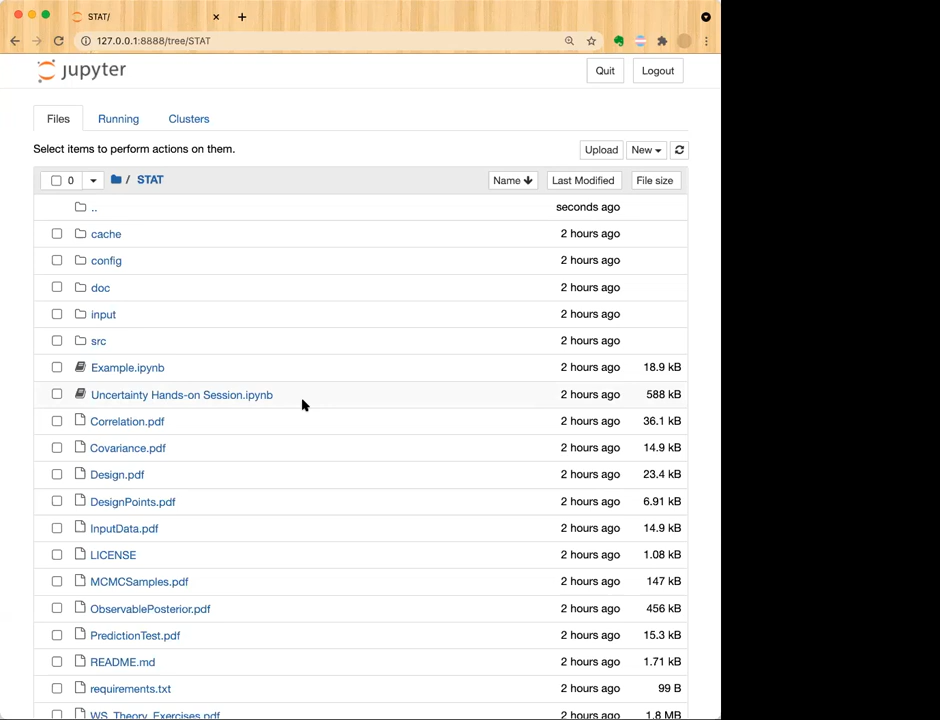 STAT/
127.0.0.1:8888/tree/STAT
jupyter
Quit
Logout
Files
Running
Clusters
Select items to perform actions on them.
Upload
New
0
/ STAT
Name
Last Modified
File size
..
seconds ago
cache
2 hours ago
config
2 hours ago
doc
2 hours ago
input
2 hours ago
src
2 hours ago
Example.ipynb
2 hours ago
18.9 kB
Uncertainty Hands-on Session.ipynb
2 hours ago
588 kB
Correlation.pdf
2 hours ago
36.1 kB
Covariance.pdf
2 hours ago
14.9 kB
Design.pdf
2 hours ago
23.4 kB
DesignPoints.pdf
2 hours ago
6.91 kB
InputData.pdf
2 hours ago
14.9 kB
LICENSE
2 hours ago
1.08 kB
MCMCSamples.pdf
2 hours ago
147 kB
ObservablePosterior.pdf
2 hours ago
456 kB
PredictionTest.pdf
2 hours ago
15.3 kB
README.md
2 hours ago
1.71 kB
requirements.txt
2 hours ago
99 B
WS_Theory_Exercises.pdf
2 hours ago
1.8 MB